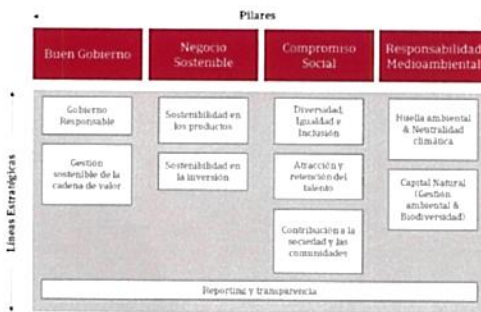 Pilares
Buen Gobierno
Negocio
Sostenible
Compromiso
Social
Responsabilidad
Medioambiental
Líneas Estratégicas
Gobierno
Responsable
Gestión
sostenible de la
cadena de valor
Sostenibilidad en
los productos
Sostenibilidad en
la inversión
Diversidad,
Igualdad e
Inclusión
Atracción y
retención del
talento
Contribución a la
sociedad y las
comunidades
Huella ambiental
& Neutralidad
climática
Capital Natural
(Gestión
ambiental &
Biodiversidad)
Reporting y transparencia